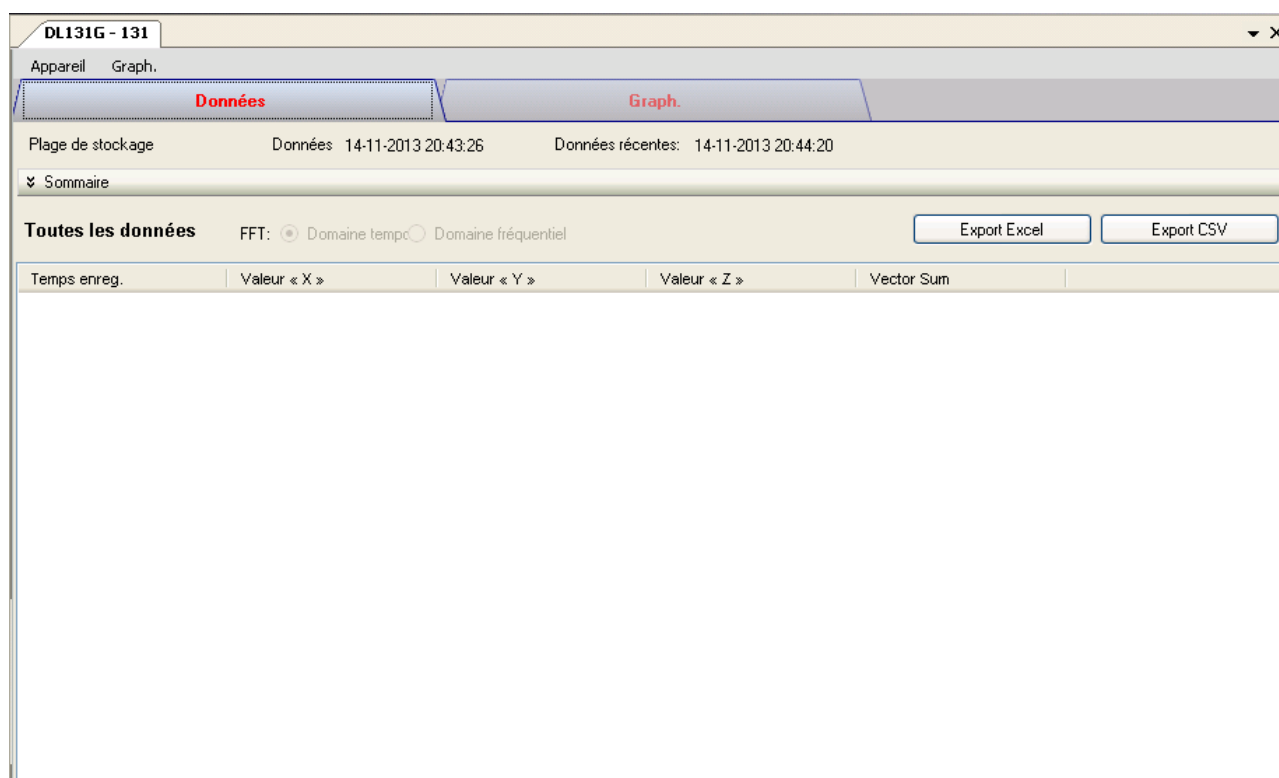 DL131G - 131
Appareil Graph.
Données Graph.
Plage de stockage Données 14-11-2013 20:43:26 Données récentes: 14-11-2013 20:44:20
Sommaire
Toutes les données FFT: Domaine tempo Domaine fréquentiel Export Excel Export CSV
Temps enreg. Valeur « X » Valeur « Y » Valeur « Z » Vector Sum